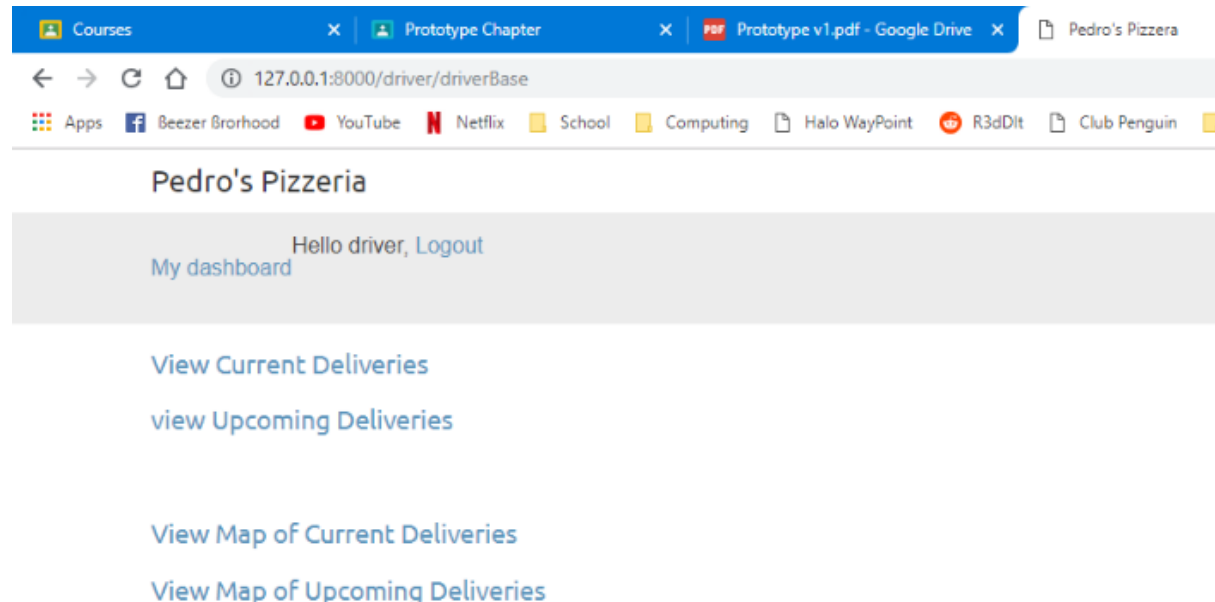 Courses Prototype Chapter PDF Prototype v1.pdf - Google Drive Pedro's Pizzera
127.0.0.1:8000/driver/driverBase
Apps Beezer ßrorhood YouTube Netflix School Computing Halo WayPoint R3dDIt Club Penguin
Pedro's Pizzeria
Hello driver, Logout
My dashboard
View Current Deliveries
view Upcoming Deliveries
View Map of Current Deliveries
View Map of Upcoming Deliveries